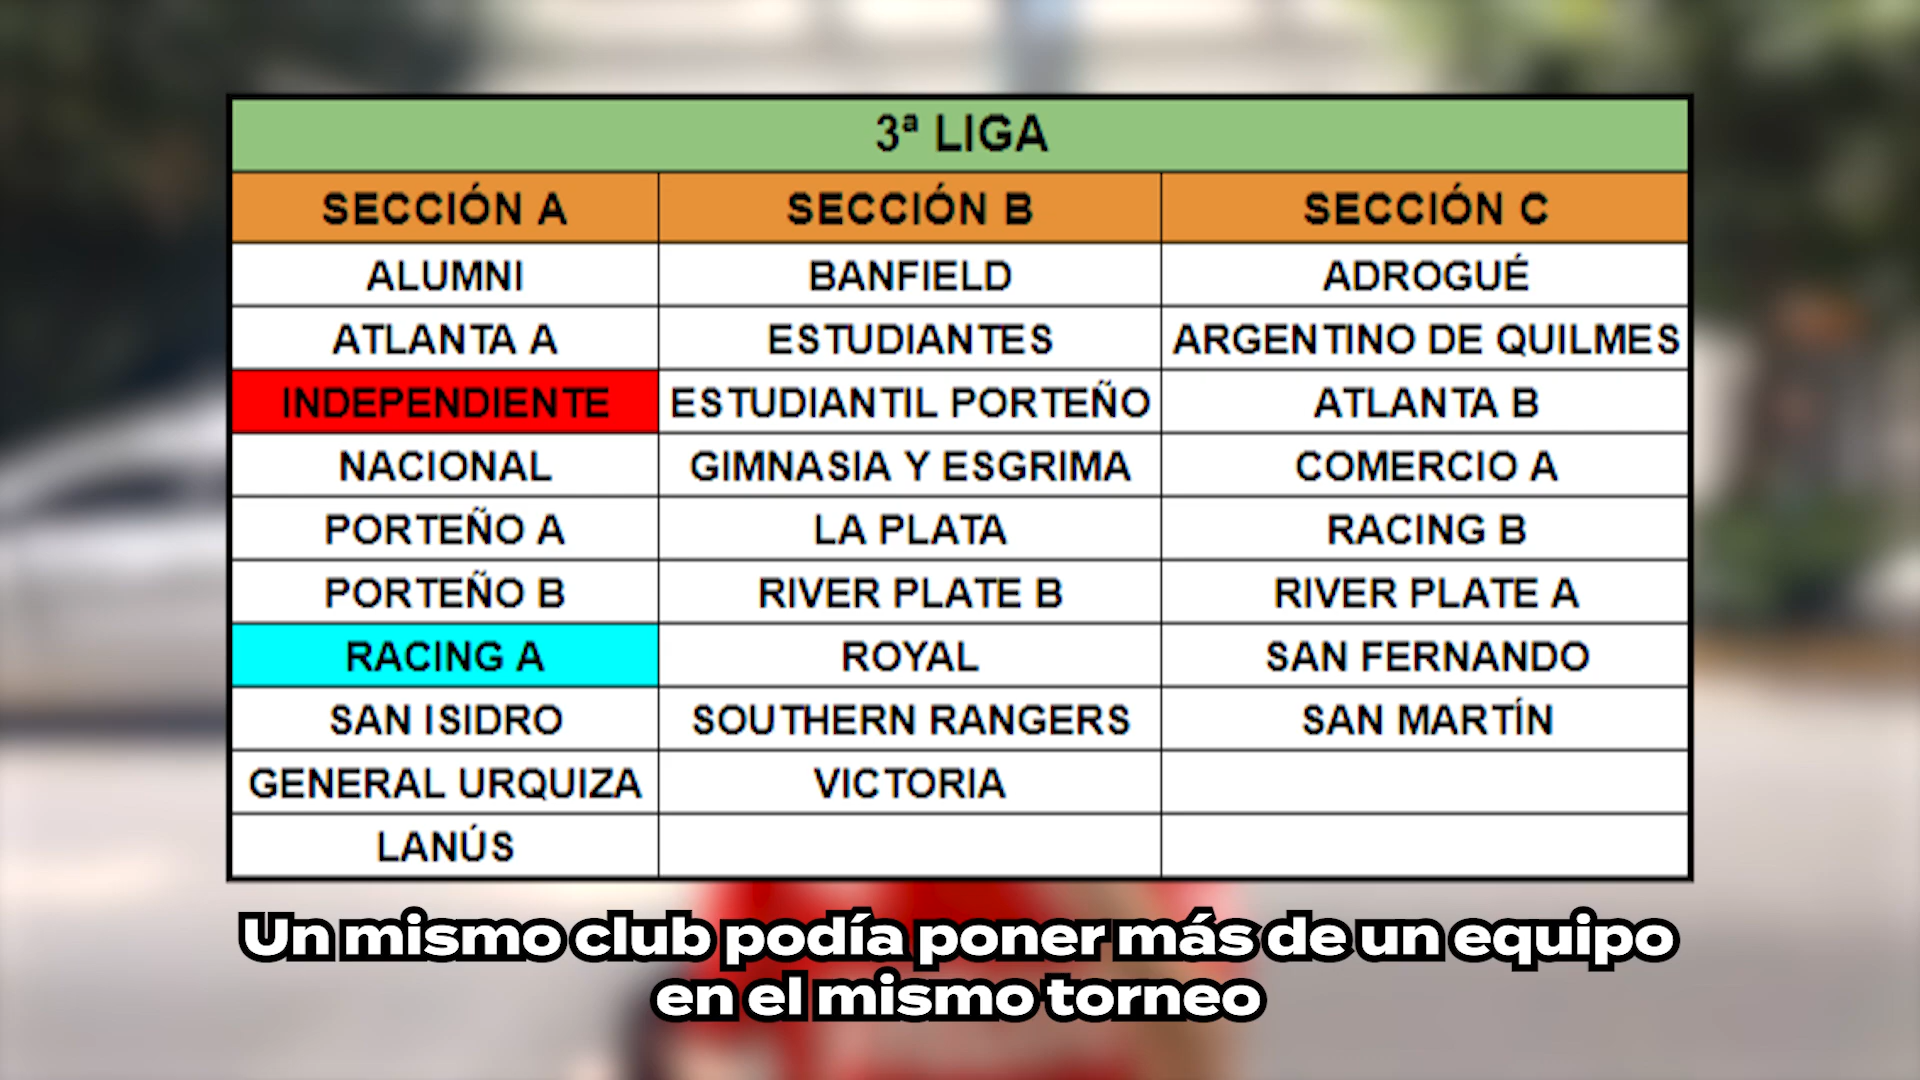 3ª LIGA
SECCIÓN A SECCIÓN B SECCIÓN C
ALUMNI BANFIELD ADROGUÉ
ATLANTA A ESTUDIANTES ARGENTINO DE QUILMES
INDEPENDIENTE ESTUDIANTIL PORTEÑO ATLANTA B
NACIONAL GIMNASIA Y ESGRIMA COMERCIO A
PORTEÑO A LA PLATA RACING B
PORTEÑO B RIVER PLATE B RIVER PLATE A
RACING A ROYAL SAN FERNANDO
SAN ISIDRO SOUTHERN RANGERS SAN MARTÍN
GENERAL URQUIZA VICTORIA
LANÚS
Un mismo club podía poner más de un equipo
en el mismo torneo